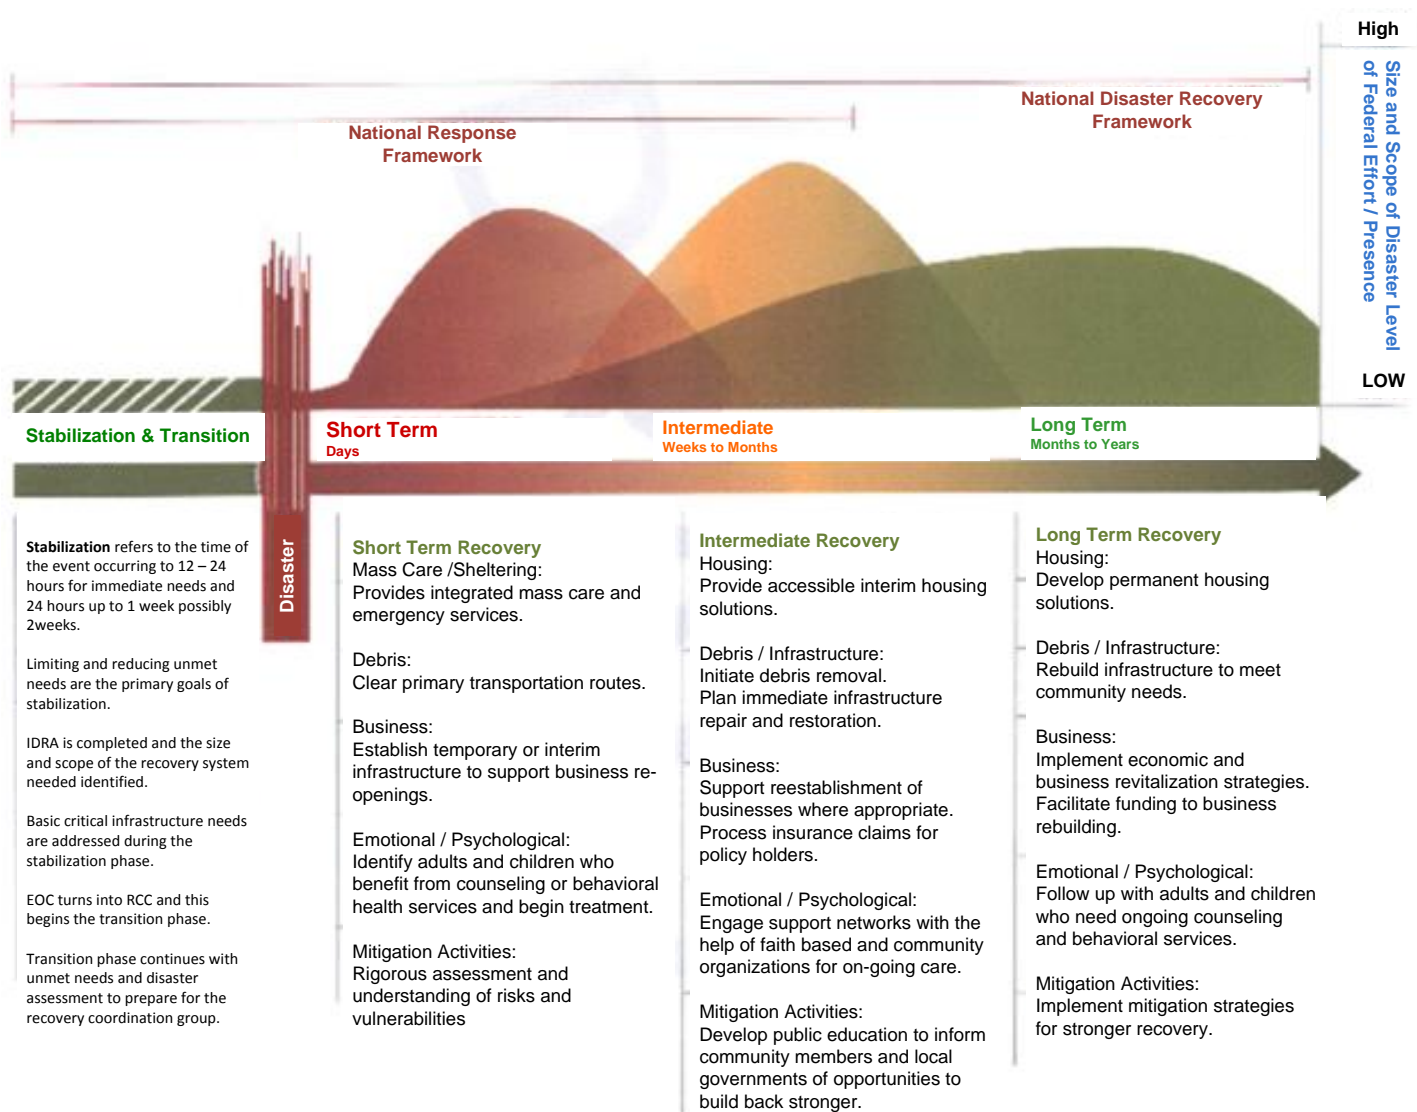 High
Size and Scope of Disaster Level
of Federal Effort / Presence
LOW
National Disaster Recovery
Framework
National Response
Framework
Stabilization & Transition
Short Term
Days
Intermediate
Weeks to Months
Long Term
Months to Years
Disaster
Stabilization refers to the time of
the event occurring to 12 – 24
hours for immediate needs and
24 hours up to 1 week possibly
2weeks.
Limiting and reducing unmet
needs are the primary goals of
stabilization.
IDRA is completed and the size
and scope of the recovery system
needed identified.
Basic critical infrastructure needs
are addressed during the
stabilization phase.
EOC turns into RCC and this
begins the transition phase.
Transition phase continues with
unmet needs and disaster
assessment to prepare for the
recovery coordination group.
Short Term Recovery
Mass Care /Sheltering:
Provides integrated mass care and
emergency services.
Debris:
Clear primary transportation routes.
Business:
Establish temporary or interim
infrastructure to support business re-
openings.
Emotional / Psychological:
Identify adults and children who
benefit from counseling or behavioral
health services and begin treatment.
Mitigation Activities:
Rigorous assessment and
understanding of risks and
vulnerabilities
Intermediate Recovery
Housing:
Provide accessible interim housing
solutions.
Debris / Infrastructure:
Initiate debris removal.
Plan immediate infrastructure
repair and restoration.
Business:
Support reestablishment of
businesses where appropriate.
Process insurance claims for
policy holders.
Emotional / Psychological:
Engage support networks with the
help of faith based and community
organizations for on-going care.
Mitigation Activities:
Develop public education to inform
community members and local
governments of opportunities to
build back stronger.
Long Term Recovery
Housing:
Develop permanent housing
solutions.
Debris / Infrastructure:
Rebuild infrastructure to meet
community needs.
Business:
Implement economic and
business revitalization strategies.
Facilitate funding to business
rebuilding.
Emotional / Psychological:
Follow up with adults and children
who need ongoing counseling
and behavioral services.
Mitigation Activities:
Implement mitigation strategies
for stronger recovery.